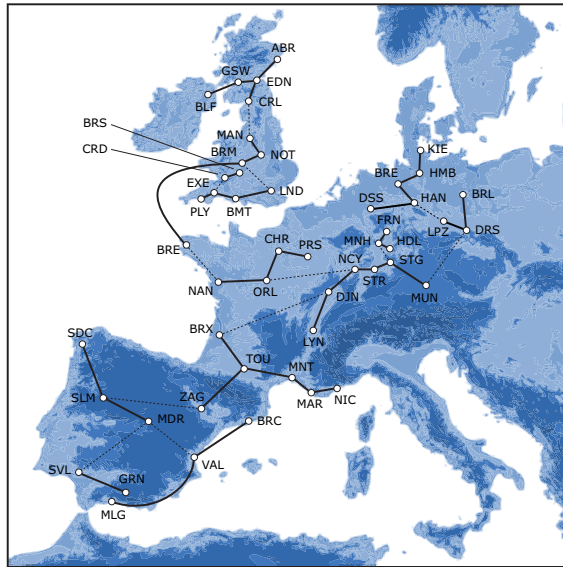 ABR
GSW
EDN
BLF
CRL
BRS
MAN
CRD
BRM
NOT
KIE
EXE
BRE
HMB
PLY
BMT
LND
DSS
HAN
BRL
FRN
LPZ
DRS
MNH
HDL
BRE
CHR
PRS
NCY
STG
NAN
ORL
STR
DJN
MUN
BRX
LYN
SDC
TOU
MNT
SLM
ZAG
MAR
NIC
MDR
BRC
SVL
VAL
GRN
MLG